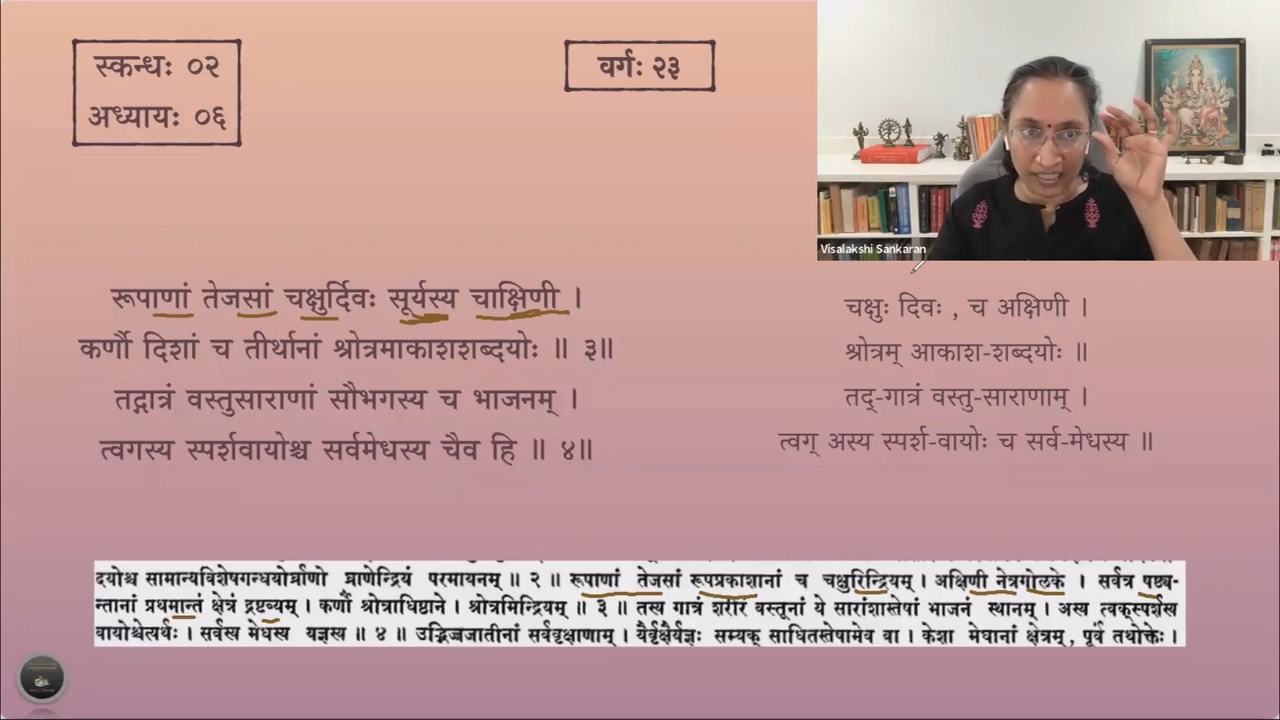 स्कन्धः ०२
अध्यायः ०६
वर्गः २३
Visalakshi Sankaran
रूपाणां तेजसां चक्षुर्दिवः सूर्यस्य चाक्षिणी ।
कर्णौ दिशां च तीर्थानां श्रोत्रमाकाशशब्दयोः ॥ ३॥
तद्गात्रं वस्तुसाराणां सौभगस्य च भाजनम् ।
त्वगस्य स्पर्शवायोश्च सर्वमेधस्य चैव हि ॥ ४॥
चक्षुः दिवः , च अक्षिणी ।
श्रोत्रम् आकाश-शब्दयोः ॥
तद्-गात्रं वस्तु-साराणाम् ।
त्वग् अस्य स्पर्श-वायोः च सर्व-मेधस्य ॥
दयोश्च सामान्यविशेषगन्धयोर्घ्राणो घ्राणेन्द्रियं परमायनम् ॥ २ ॥ रूपाणां तेजसां रूपप्रकाशानां च चक्षुरिन्द्रियम् । अक्षिणी नेत्रगोलके । सर्वत्र षष्ठ्य-
न्तानां प्रथमान्तं क्षेत्रं द्रष्टव्यम् । कर्णौ श्रोत्राधिष्ठाने । श्रोत्रमिन्द्रियम् ॥ ३ ॥ तस्य गात्रं शरीरं वस्तूनां ये सारांशास्तेषां भाजनं स्थानम् । अस्य त्वक्स्पर्शस्य
वायोश्चेत्यर्थः । सर्वस्य मेधस्य यज्ञस्य ॥ ४ ॥ उद्भिज्जजातीनां सर्ववृक्षाणाम् । यैर्वृक्षैर्यज्ञः सम्यक् साधितस्तेषामेव वा । केशा मेघानां क्षेत्रम् , पूर्वं तथोक्तेः ।